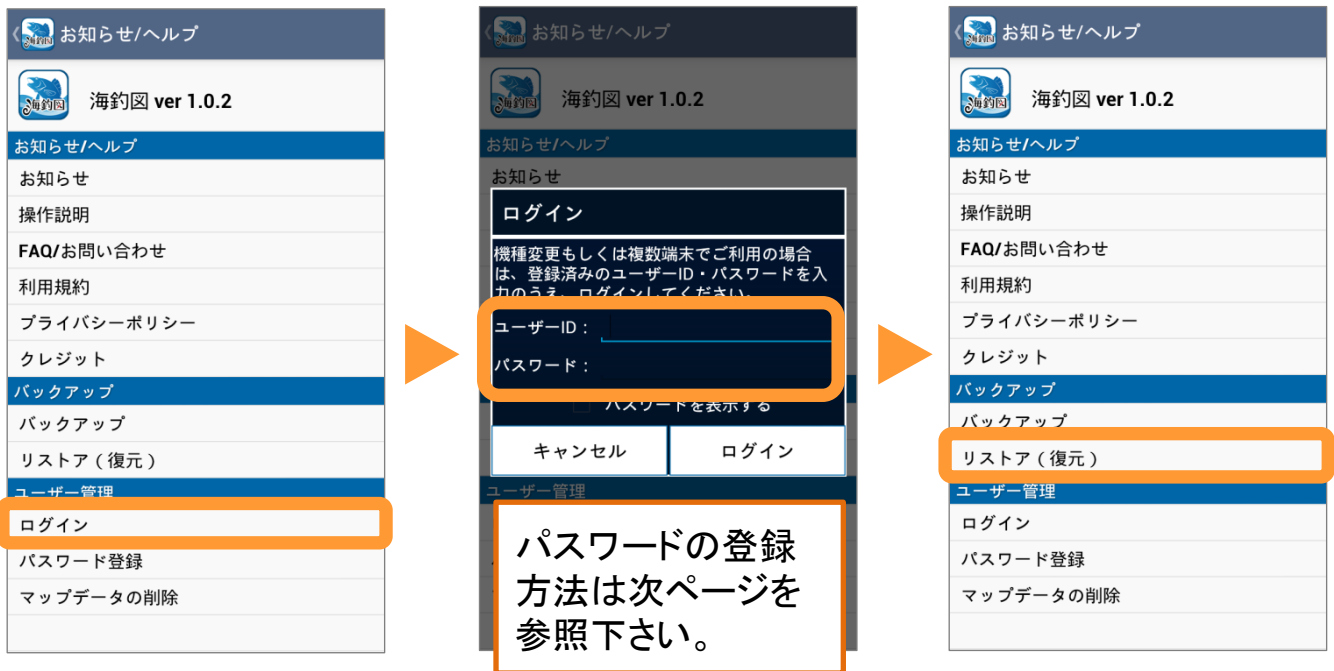 お知らせ/ヘルプ
海釣図
海釣図 ver 1.0.2
お知らせ/ヘルプ
お知らせ
操作説明
FAQ/お問い合わせ
利用規約
プライバシーポリシー
クレジット
バックアップ
バックアップ
リストア(復元)
ユーザー管理
ログイン
パスワード登録
マップデータの削除
お知らせ/ヘルプ
海釣図
海釣図 ver 1.0.2
お知らせ/ヘルプ
お知らせ
ログイン
機種変更もしくは複数端末でご利用の場合
は、登録済みのユーザーID・パスワードを入
力のうえ、ログインしてください。
ユーザーID:
パスワード:
パスワードを表示する
キャンセル ログイン
ユーザー管理
パスワードの登録
方法は次ページを
参照下さい。
お知らせ/ヘルプ
海釣図
海釣図 ver 1.0.2
お知らせ/ヘルプ
お知らせ
操作説明
FAQ/お問い合わせ
利用規約
プライバシーポリシー
クレジット
バックアップ
バックアップ
リストア(復元)
ユーザー管理
ログイン
パスワード登録
マップデータの削除